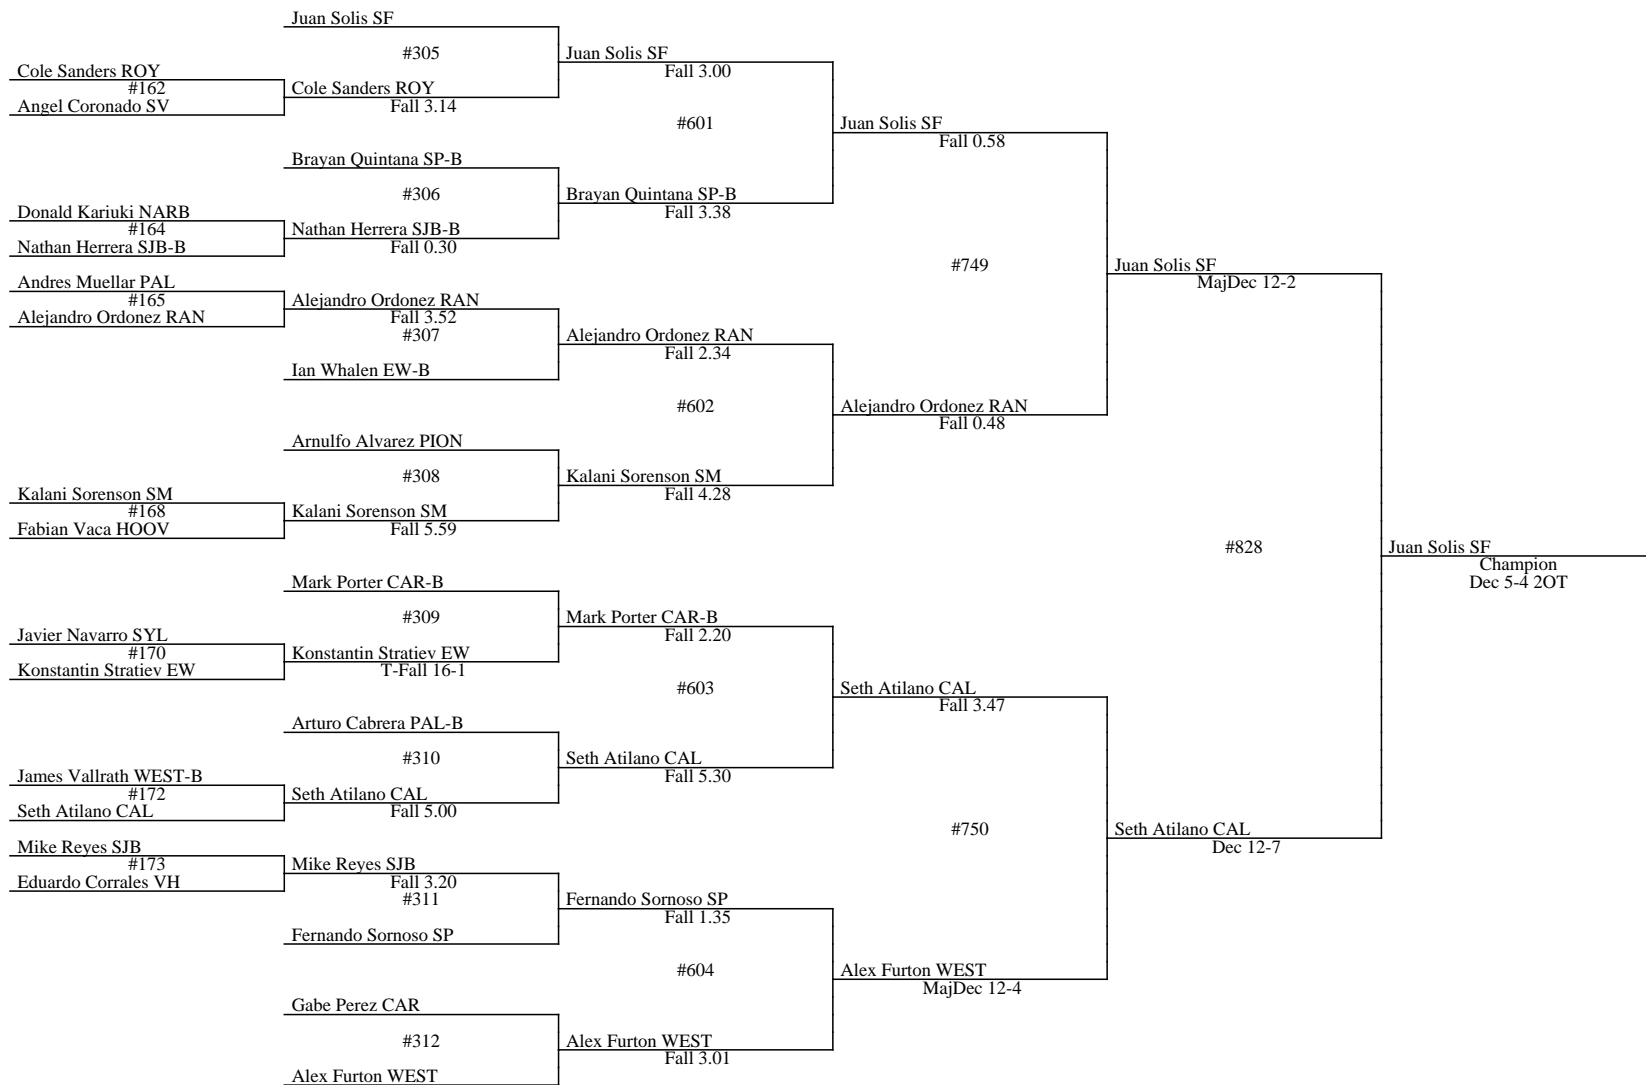 Juan Solis SF
#305
Juan Solis SF
Fall 3.00
Cole Sanders ROY
#162
Cole Sanders ROY
Fall 3.14
Angel Coronado SV
#601
Juan Solis SF
Fall 0.58
Brayan Quintana SP-B
#306
Brayan Quintana SP-B
Fall 3.38
Donald Kariuki NARB
#164
Nathan Herrera SJB-B
Fall 0.30
Nathan Herrera SJB-B
#749
Juan Solis SF
MajDec 12-2
Andres Muellar PAL
#165
Alejandro Ordonez RAN
Fall 3.52
Alejandro Ordonez RAN
#307
Alejandro Ordonez RAN
Fall 2.34
Ian Whalen EW-B
#602
Alejandro Ordonez RAN
Fall 0.48
Arnulfo Alvarez PION
#308
Kalani Sorenson SM
Fall 4.28
Kalani Sorenson SM
#168
Kalani Sorenson SM
Fall 5.59
Fabian Vaca HOOV
#828
Juan Solis SF
Champion
Dec 5-4 2OT
Mark Porter CAR-B
#309
Mark Porter CAR-B
Fall 2.20
Javier Navarro SYL
#170
Konstantin Stratiev EW
T-Fall 16-1
Konstantin Stratiev EW
#603
Seth Atilano CAL
Fall 3.47
Arturo Cabrera PAL-B
#310
Seth Atilano CAL
Fall 5.30
James Vallrath WEST-B
#172
Seth Atilano CAL
Fall 5.00
Seth Atilano CAL
#750
Seth Atilano CAL
Dec 12-7
Mike Reyes SJB
#173
Mike Reyes SJB
Fall 3.20
Eduardo Corrales VH
#311
Fernando Sornoso SP
Fall 1.35
Fernando Sornoso SP
#604
Alex Furton WEST
MajDec 12-4
Gabe Perez CAR
#312
Alex Furton WEST
Fall 3.01
Alex Furton WEST